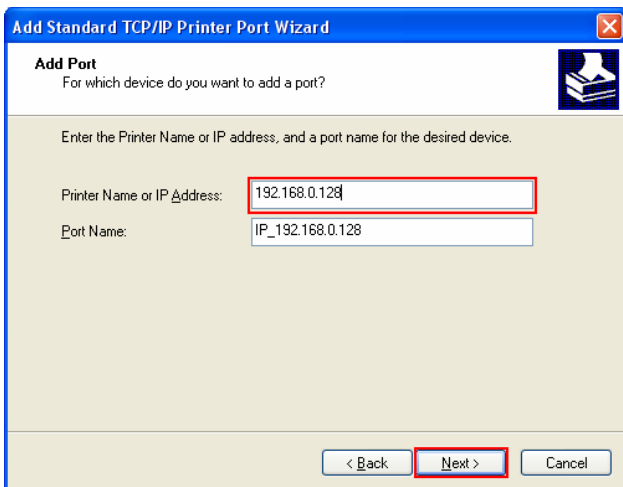 Add Standard TCP/IP Printer Port Wizard
Add Port
For which device do you want to add a port?
Enter the Printer Name or IP address, and a port name for the desired device.
Printer Name or IP Address: 192.168.0.128
Port Name: IP_192.168.0.128
< Back Next > Cancel